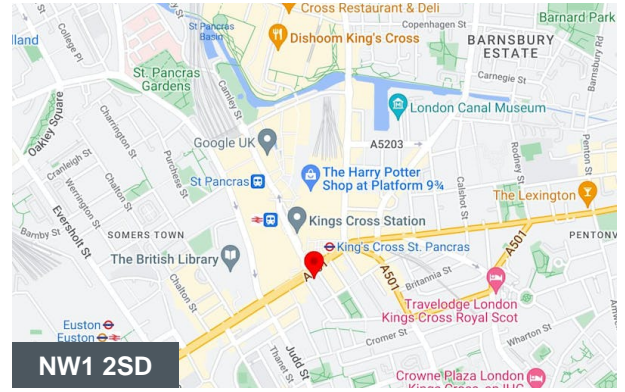 Cross Restaurant & Deli
St Pancras
Basin
Dishoom King's Cross
Copenhagen St
Barnard Park
BARNSBURY
ESTATE
Barnsbury Rd
College Pl
lland
St. Pancras
Gardens
Camley St
Carnegie St
London Canal Museum
Oakley Square
Charrington St
Google UK
A5203
Penton St
Rodney St
Cranleigh St
Purchese St
The Harry Potter
Shop at Platform 9¾
St Pancras
Calshot St
The Lexington
Werrington St
Chalton St
Eversholt St
Kings Cross Station
Barnby St
SOMERS TOWN
King's Cross St. Pancras
PENTONV
The British Library
A501
A501
A501
Britannia St
Chalton St
Travelodge London
Kings Cross Royal Scot
Euston
Euston
Cromer St
Wharton St
Judd St
Thanet St
Crowne Plaza London
NW1 2SD